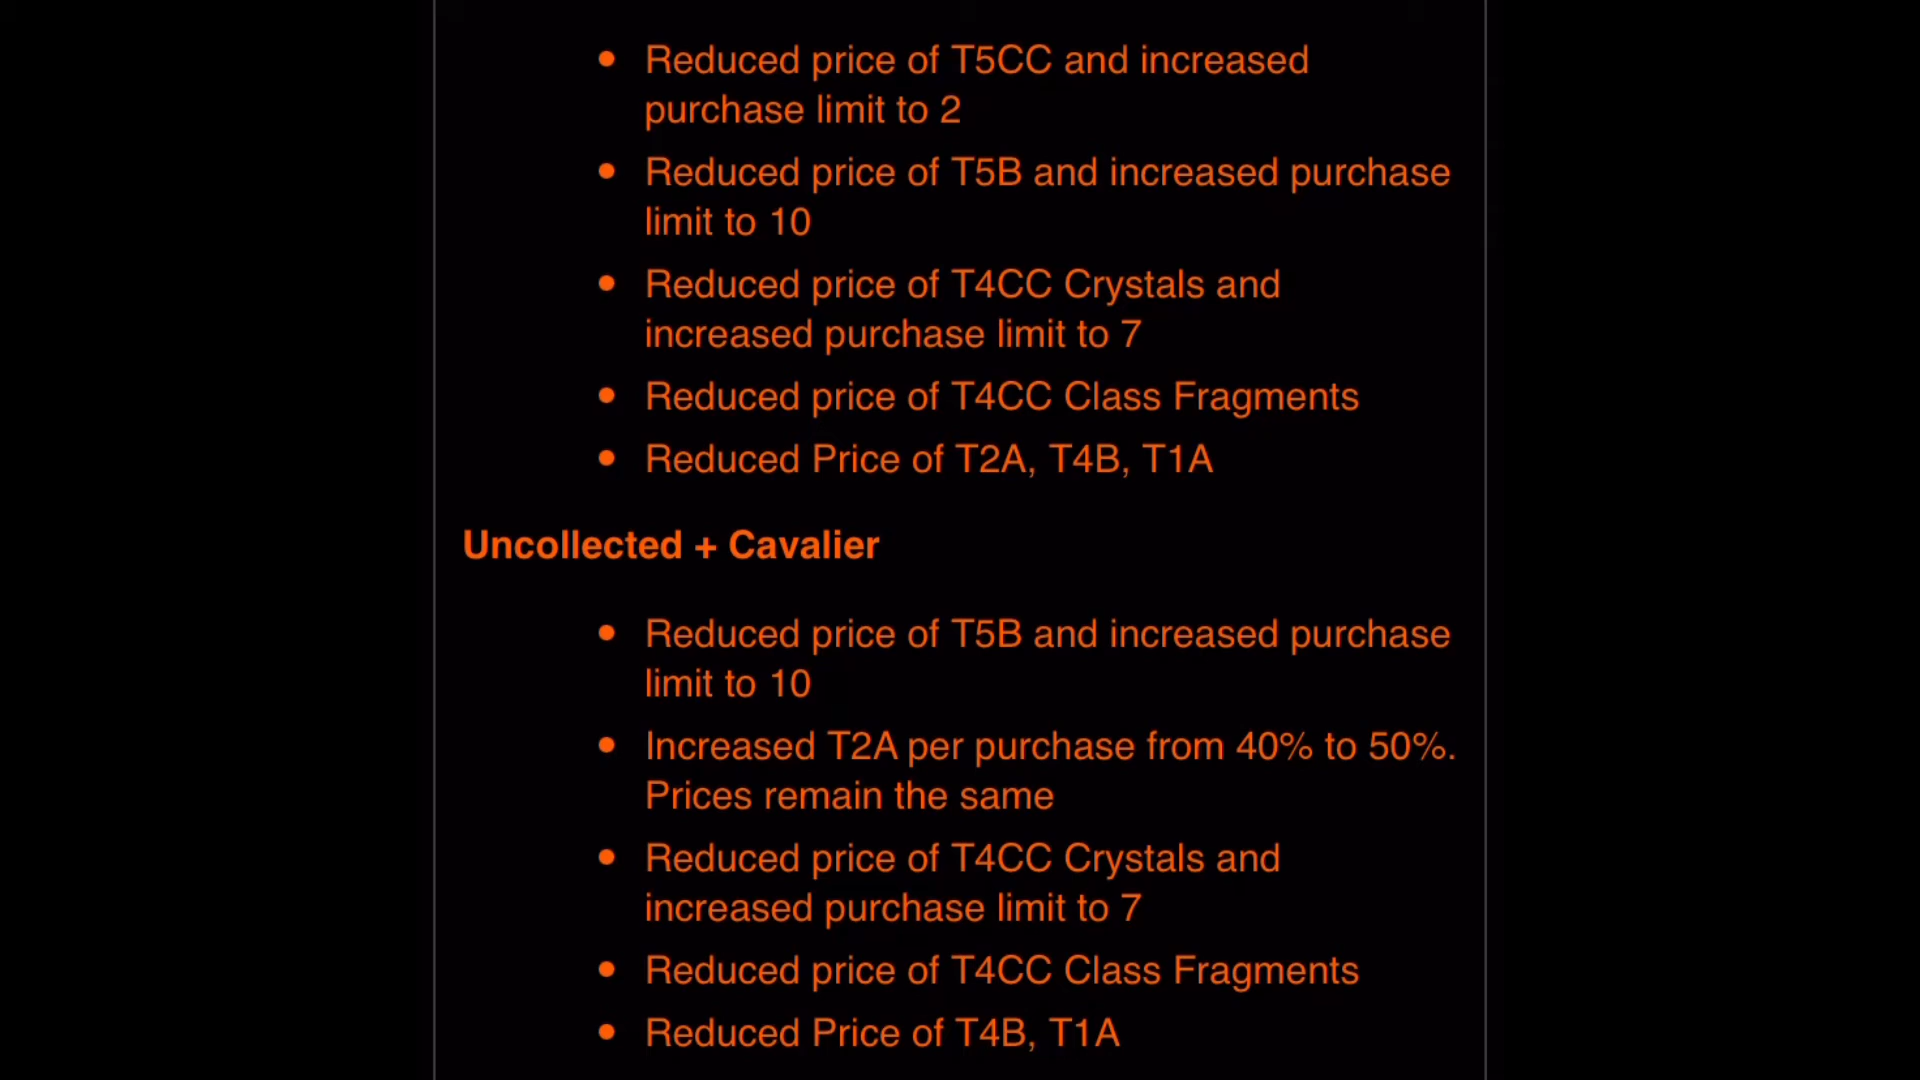 Reduced price of T5CC and increased
purchase limit to 2
Reduced price of T5B and increased purchase
limit to 10
Reduced price of T4CC Crystals and
increased purchase limit to 7
Reduced price of T4CC Class Fragments
Reduced Price of T2A, T4B, T1A
Uncollected + Cavalier
Reduced price of T5B and increased purchase
limit to 10
Increased T2A per purchase from 40% to 50%.
Prices remain the same
Reduced price of T4CC Crystals and
increased purchase limit to 7
Reduced price of T4CC Class Fragments
Reduced Price of T4B, T1A